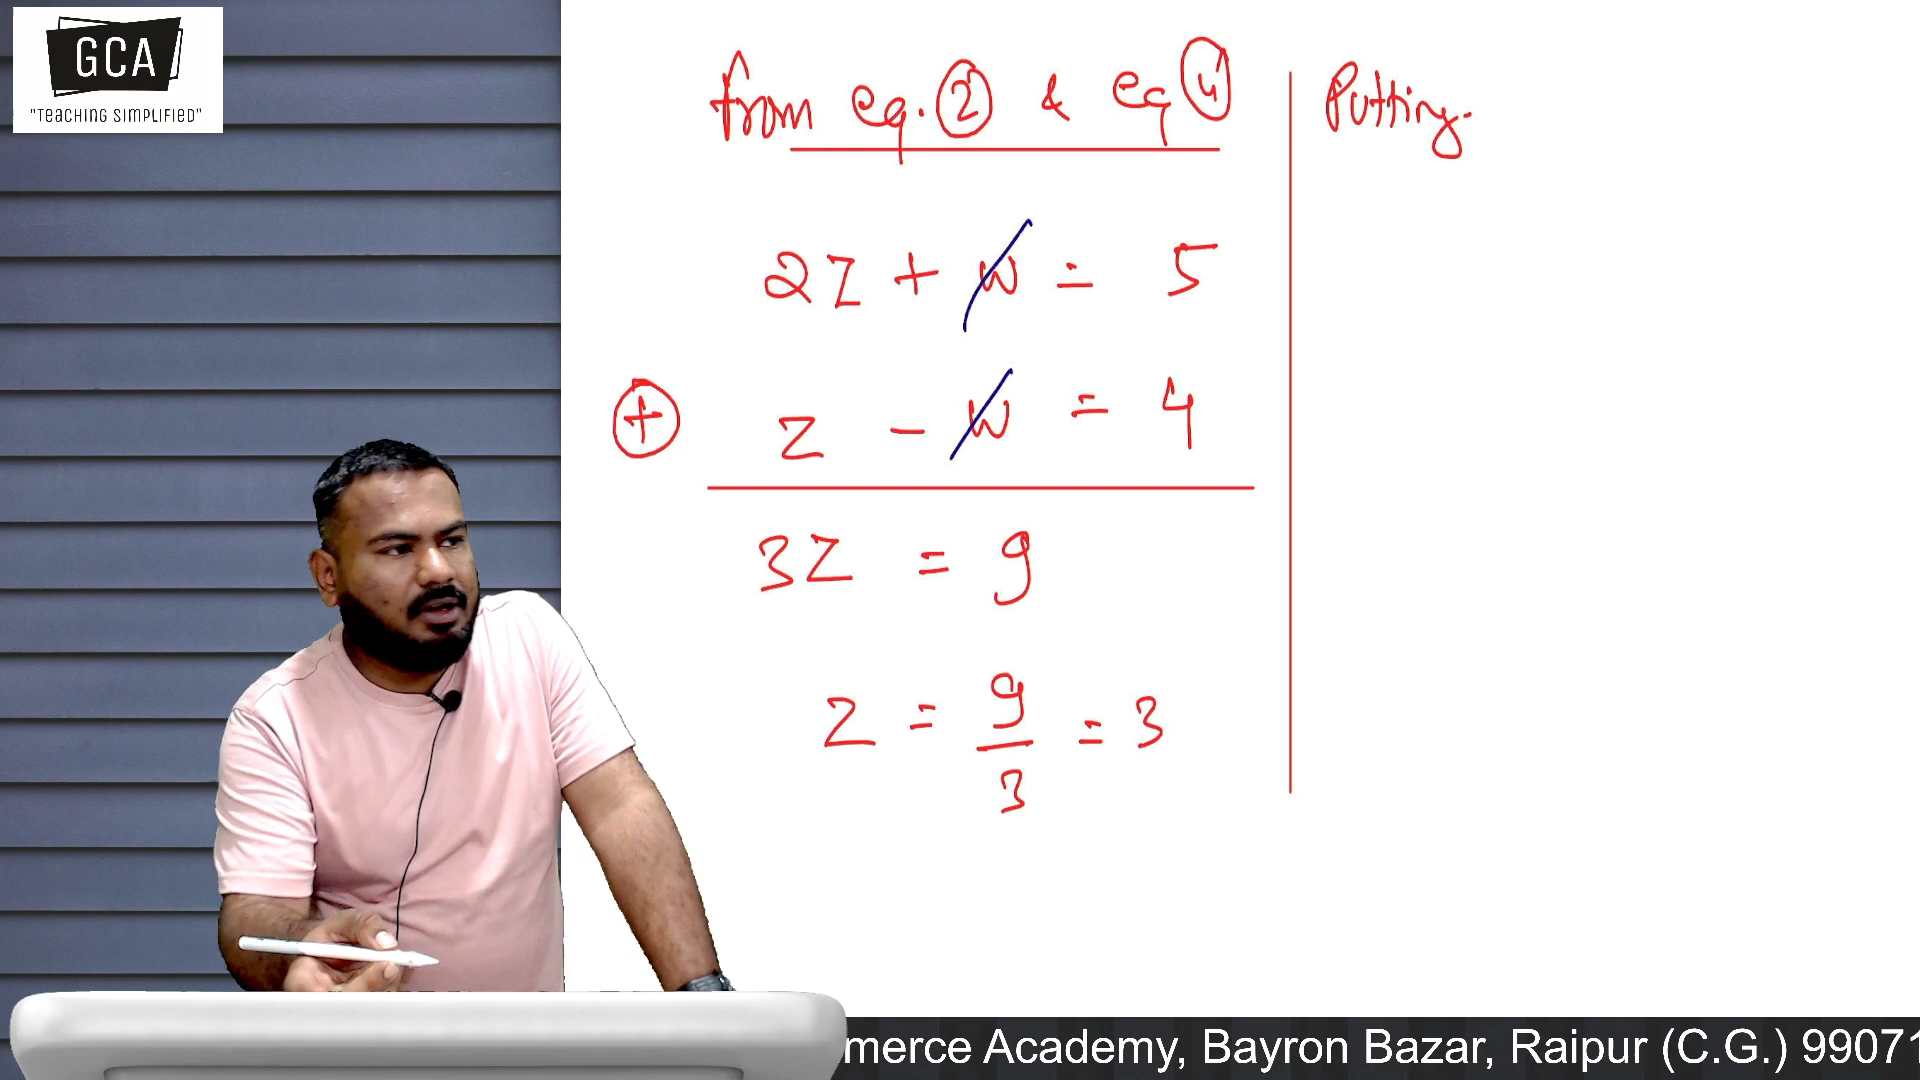 GCA
"Teaching Simplified"
from eq. 2 & eq 4
2z + w = 5
+ z - w = 4
3z = 9
z = 9/3 = 3
Putting.
merce Academy, Bayron Bazar, Raipur (C.G.) 99071